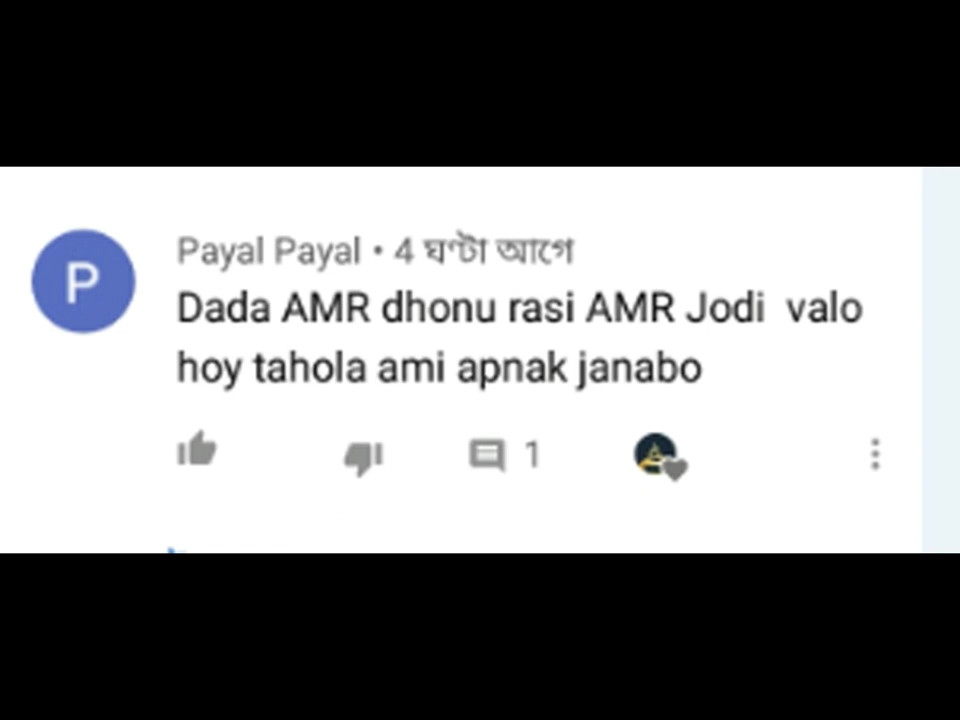 P
Payal Payal • 4 ঘণ্টা আগে
Dada AMR dhonu rasi AMR Jodi valo
hoy tahola ami apnak janabo
1